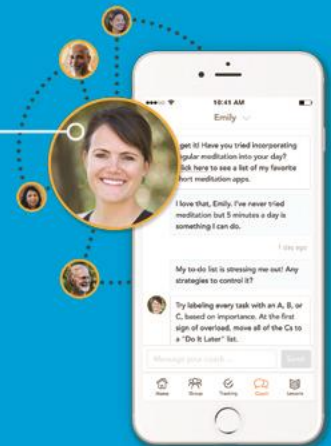 10:41 AM
Emily
get it! Have you tried incorporating
regular meditation into your day?
Click here to see a list of my favorite
short meditation apps.
I love that, Emily. I've never tried
meditation but 5 minutes a day is
something I can do.
1 day ago
My to-do list is stressing me out! Any
strategies to control it?
Try labeling every task with an A, B, or
C, based on importance. At the first
sign of overload, move all of the Cs to
a "Do It Later" list.
Message your coach ...
Send
Home Group Tracking Coach Lessons